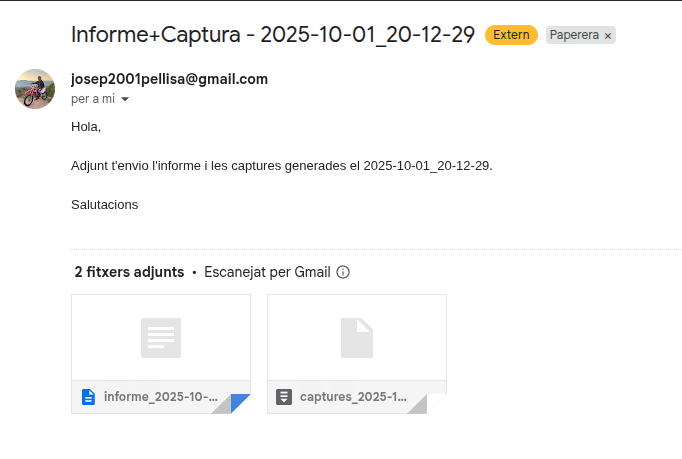 Informe+Captura - 2025-10-01_20-12-29 Extern Paperera ×
josep2001pellisa@gmail.com
per a mi
Hola,
Adjunt t'envio l'informe i les captures generades el 2025-10-01_20-12-29.
Salutacions
2 fitxers adjunts • Escanejat per Gmail
informe_2025-10-... captures_2025-1...